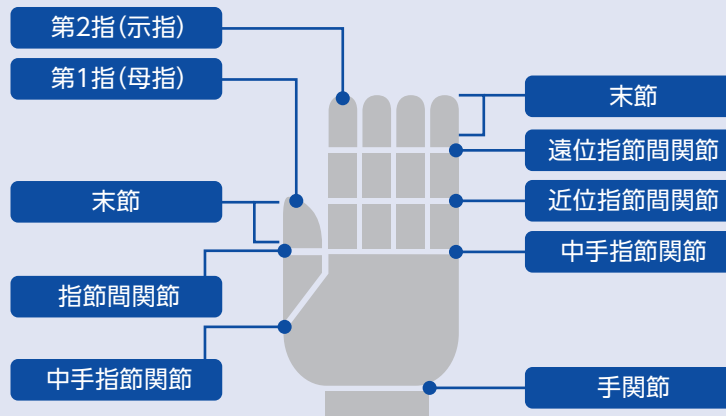 第2指(示指)
第1指(母指)
末節
指節間関節
中手指節関節
末節
遠位指節間関節
近位指節間関節
中手指節関節
手関節